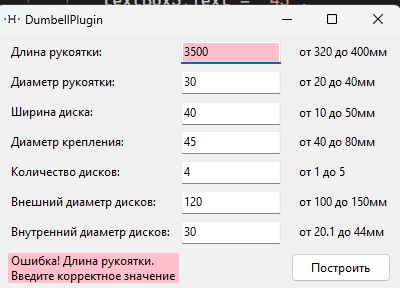 DumbellPlugin
Длина рукоятки: 3500 от 320 до 400мм
Диаметр рукоятки: 30 от 20 до 40мм
Ширина диска: 40 от 10 до 50мм
Диаметр крепления: 45 от 40 до 80мм
Количество дисков: 4 от 1 до 5
Внешний диаметр дисков: 120 от 100 до 150мм
Внутренний диаметр дисков: 30 от 20.1 до 44мм
Ошибка! Длина рукоятки.
Введите корректное значение
Построить